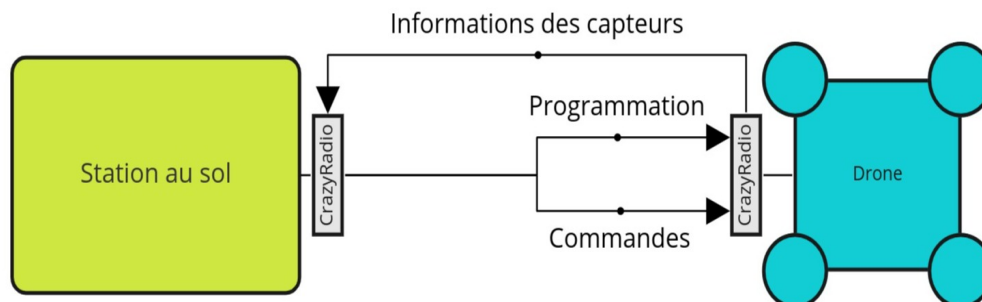 Informations des capteurs
Programmation
Station au sol
CrazyRadio
CrazyRadio
Drone
Commandes